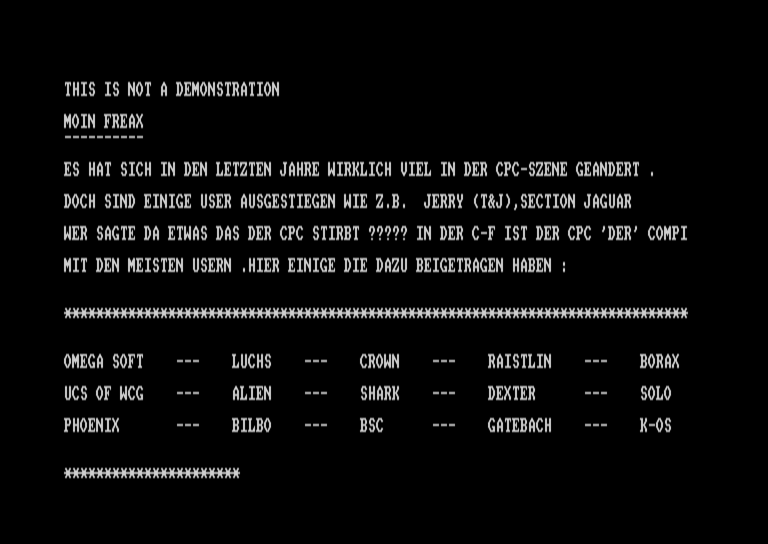 THIS IS NOT A DEMONSTRATION
MOIN FREAX
----------
ES HAT SICH IN DEN LETZTEN JAHRE WIRKLICH VIEL IN DER CPC-SZENE GEANDERT .
DOCH SIND EINIGE USER AUSGESTIEGEN WIE Z.B.  JERRY (T&J),SECTION JAGUAR
WER SAGTE DA ETWAS DAS DER CPC STIRBT ????? IN DER C-F IST DER CPC 'DER' COMPI
MIT DEN MEISTEN USERN .HIER EINIGE DIE DAZU BEIGETRAGEN HABEN :
******************************************************************************
OMEGA SOFT    ---    LUCHS    ---    CROWN    ---    RAISTLIN    ---    BORAX
UCS OF WCG    ---    ALIEN    ---    SHARK    ---    DEXTER      ---    SOLO
PHOENIX       ---    BILBO    ---    BSC      ---    GATEBACH    ---    K-OS
**********************